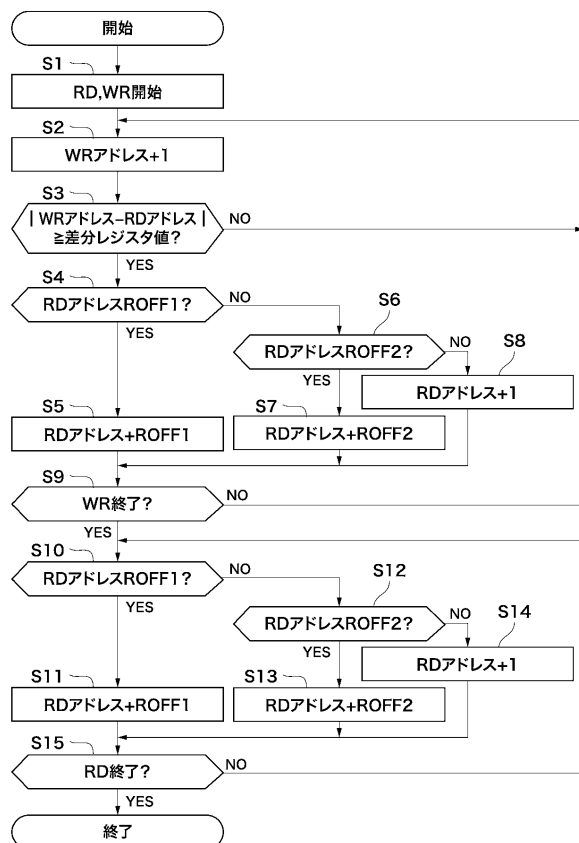 開始
S1
RD,WR開始
S2
WRアドレス+1
S3
|WRアドレス–RDアドレス|
≧差分レジスタ値?
NO
YES
S4
RDアドレスROFF1?
NO
YES
S6
RDアドレスROFF2?
NO
YES
S8
RDアドレス+1
S5
RDアドレス+ROFF1
S7
RDアドレス+ROFF2
S9
WR終了?
NO
YES
S10
RDアドレスROFF1?
NO
YES
S12
RDアドレスROFF2?
NO
YES
S14
RDアドレス+1
S11
RDアドレス+ROFF1
S13
RDアドレス+ROFF2
S15
RD終了?
NO
YES
終了